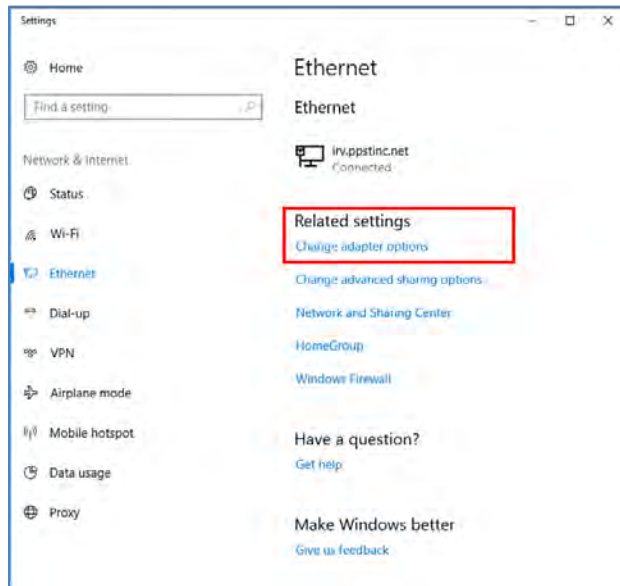 Settings
Home
Find a setting
Network & Internet
Status
Wi-Fi
Ethernet
Dial-up
VPN
Airplane mode
Mobile hotspot
Data usage
Proxy
Ethernet
Ethernet
irv.ppstinc.net
Connected
Related settings
Change adapter options
Change advanced sharing options
Network and Sharing Center
HomeGroup
Windows Firewall
Have a question?
Get help
Make Windows better
Give us feedback